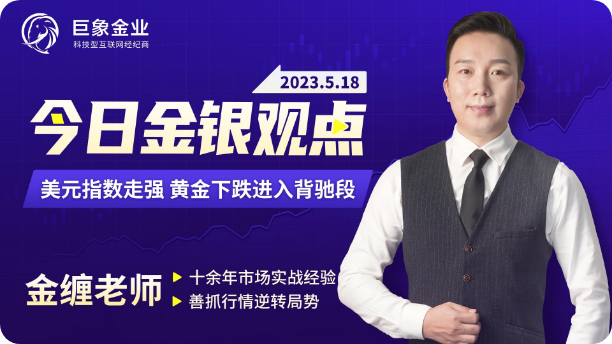 巨象金业
科技型互联网经纪商
2023.5.18
今日金银观点
美元指数走强 黄金下跌进入背驰段
金缠老师
十余年市场实战经验
善抓行情逆转局势